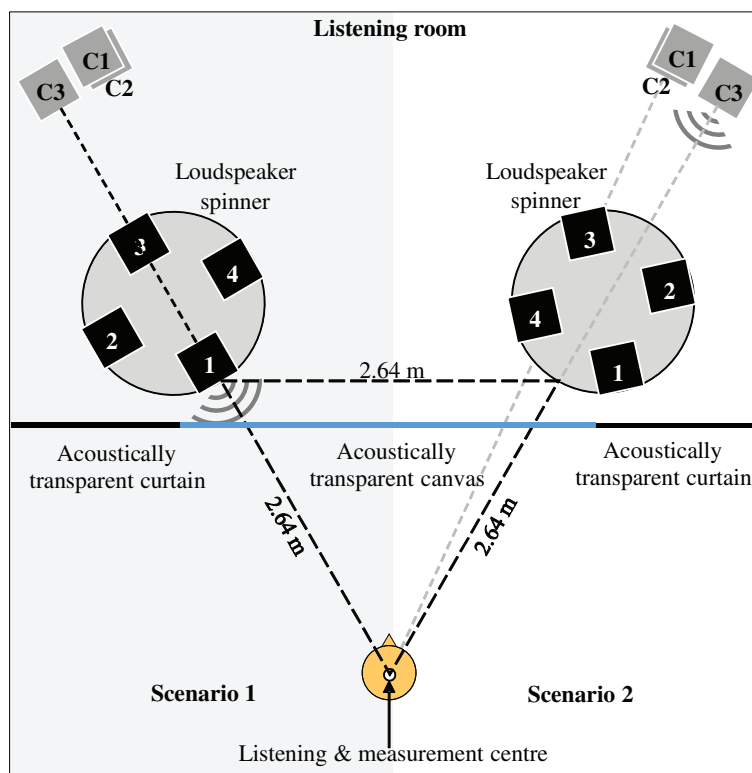 Listening room
C1
C2
C3
C1
C2
C3
Loudspeaker
spinner
Loudspeaker
spinner
3
4
2
1
3
2
4
1
2.64 m
Acoustically
transparent curtain
Acoustically
transparent canvas
Acoustically
transparent curtain
2.64 m
2.64 m
Scenario 1
Scenario 2
Listening & measurement centre